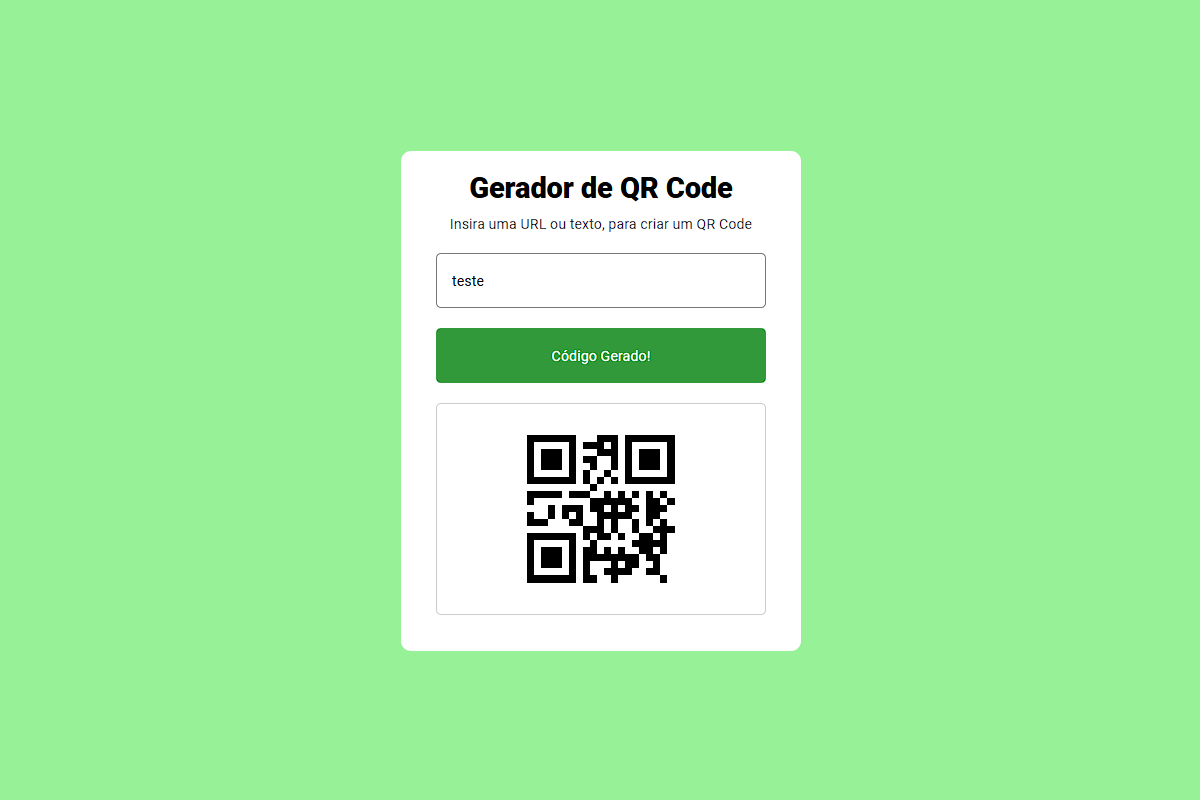 Gerador de QR Code
Insira uma URL ou texto, para criar um QR Code
teste
Código Gerado!